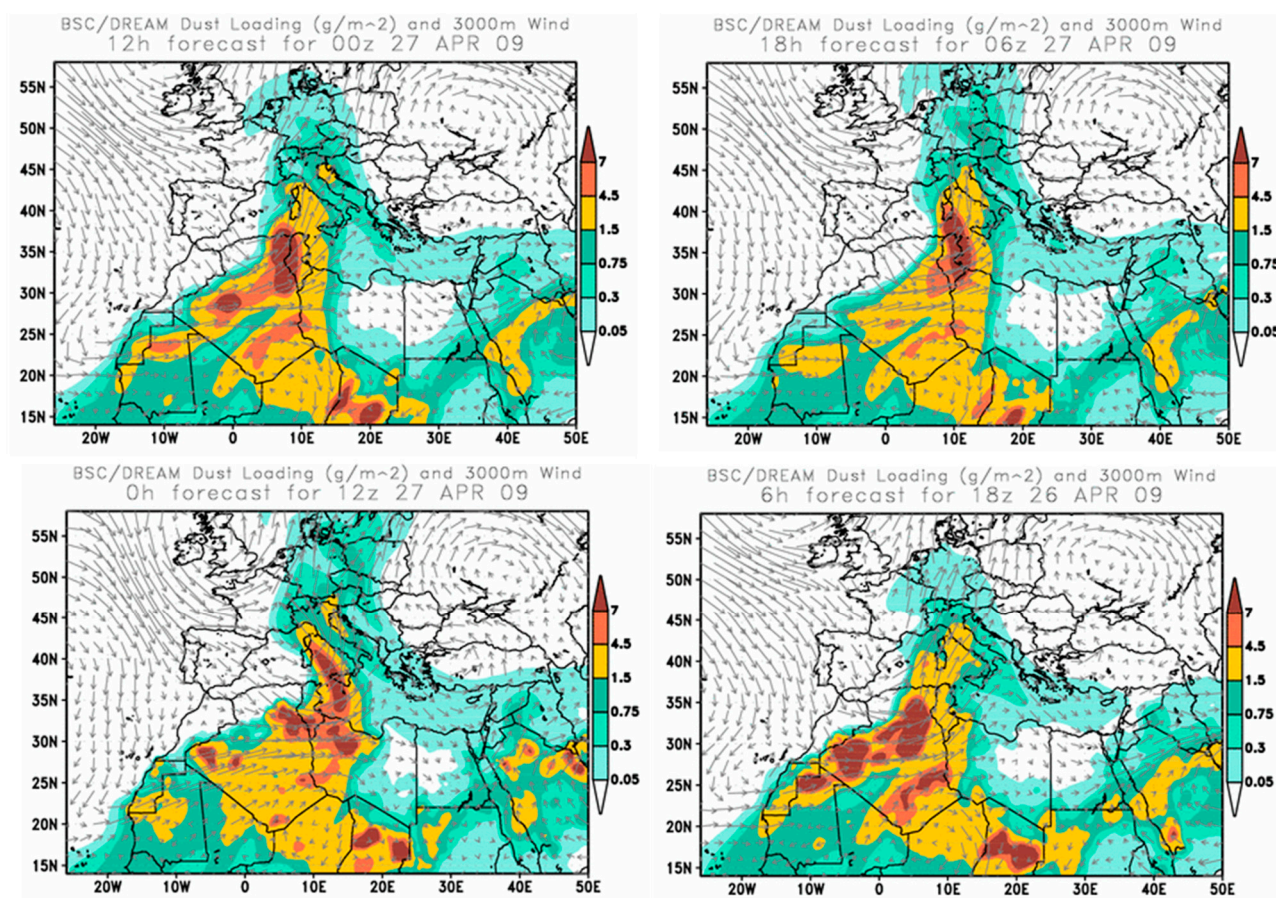 BSC/DREAM Dust Loading (g/m^2) and 3000m Wind
12h forecast for 00z 27 APR 09
55N
50N
45N
40N
35N
30N
25N
20N
15N
20W 10W 0 10E 20E 30E 40E 50E
7
4.5
1.5
0.75
0.3
0.05
BSC/DREAM Dust Loading (g/m^2) and 3000m Wind
18h forecast for 06z 27 APR 09
55N
50N
45N
40N
35N
30N
25N
20N
15N
20W 10W 0 10E 20E 30E 40E 50E
7
4.5
1.5
0.75
0.3
0.05
BSC/DREAM Dust Loading (g/m^2) and 3000m Wind
0h forecast for 12z 27 APR 09
55N
50N
45N
40N
35N
30N
25N
20N
15N
20W 10W 0 10E 20E 30E 40E 50E
7
4.5
1.5
0.75
0.3
0.05
BSC/DREAM Dust Loading (g/m^2) and 3000m Wind
6h forecast for 18z 26 APR 09
55N
50N
45N
40N
35N
30N
25N
20N
15N
20W 10W 0 10E 20E 30E 40E 50E
7
4.5
1.5
0.75
0.3
0.05